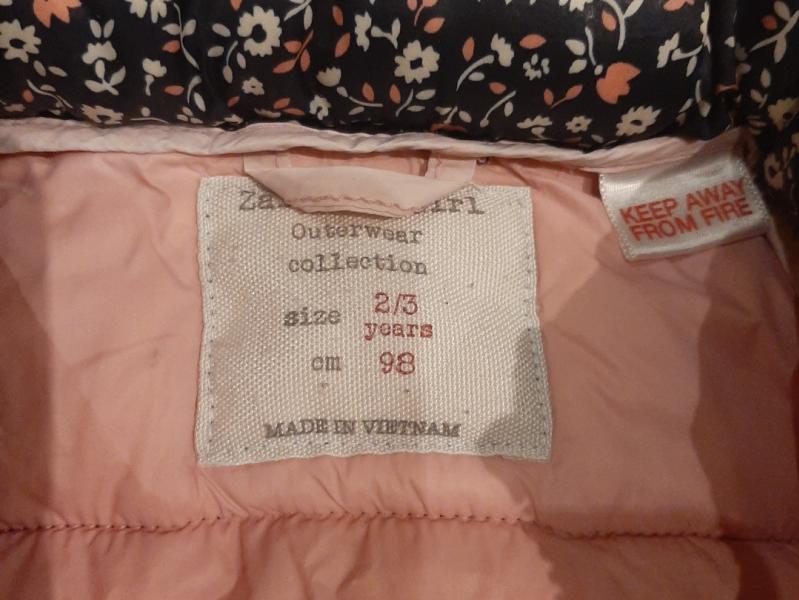 Outerwear
collection
size 2/3
years
cm 98
MADE IN VIETNAM
KEEP AWAY
FROM FIRE